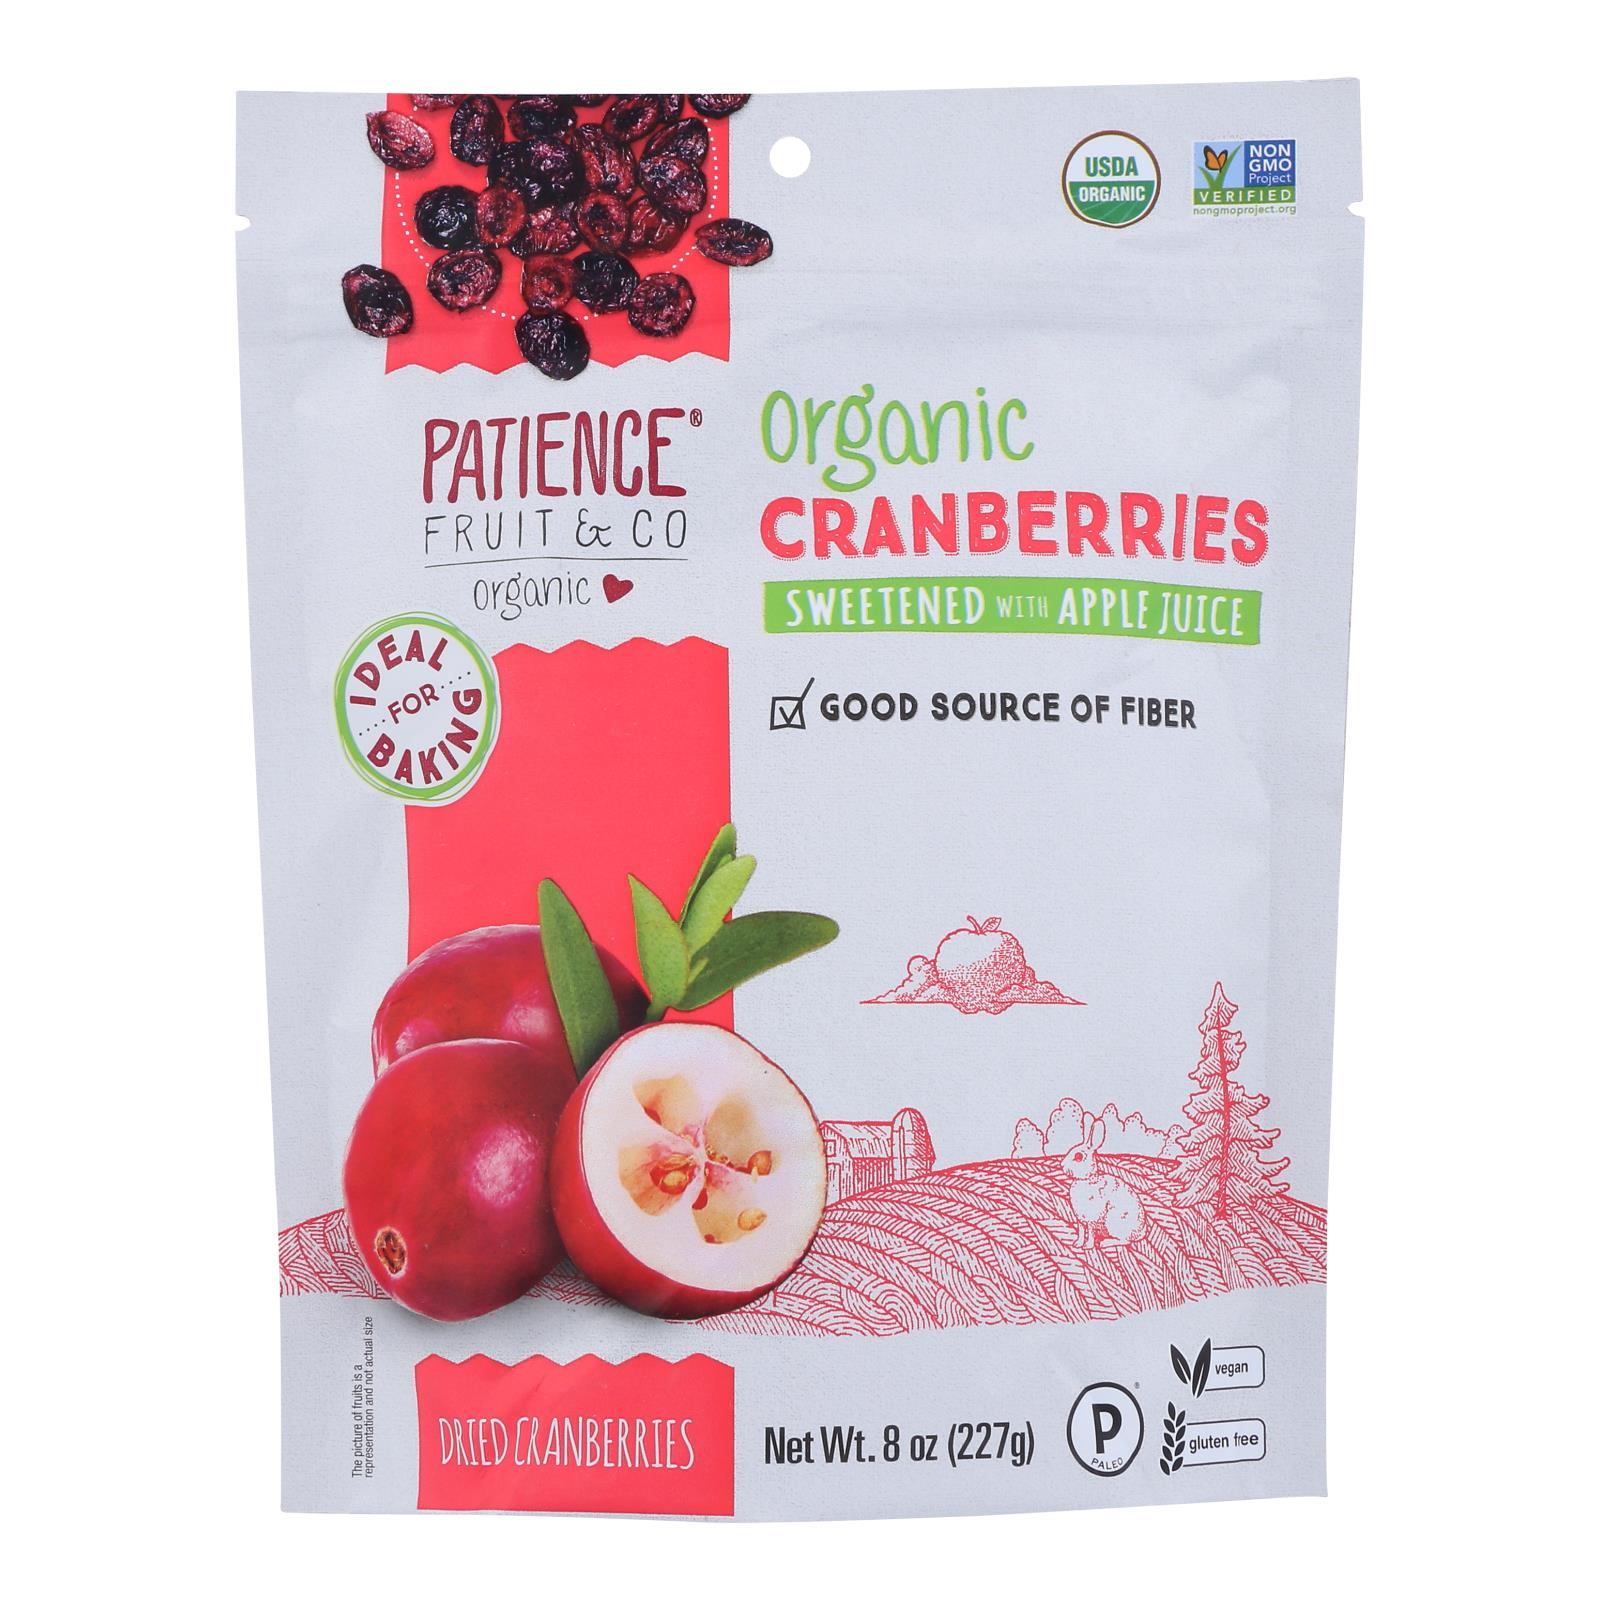 USDA
ORGANIC
NON
GMO
Project
VERIFIED
nongmoproject.org
PATIENCE®
FRUIT & CO
organic
Organic
CRANBERRIES
SWEETENED WITH APPLE JUICE
IDEAL
FOR
BAKING
GOOD SOURCE OF FIBER
The picture of fruits is a
representation and not actual size
DRIED CRANBERRIES
Net Wt. 8 oz (227g)
P
PALEO
®
vegan
gluten free